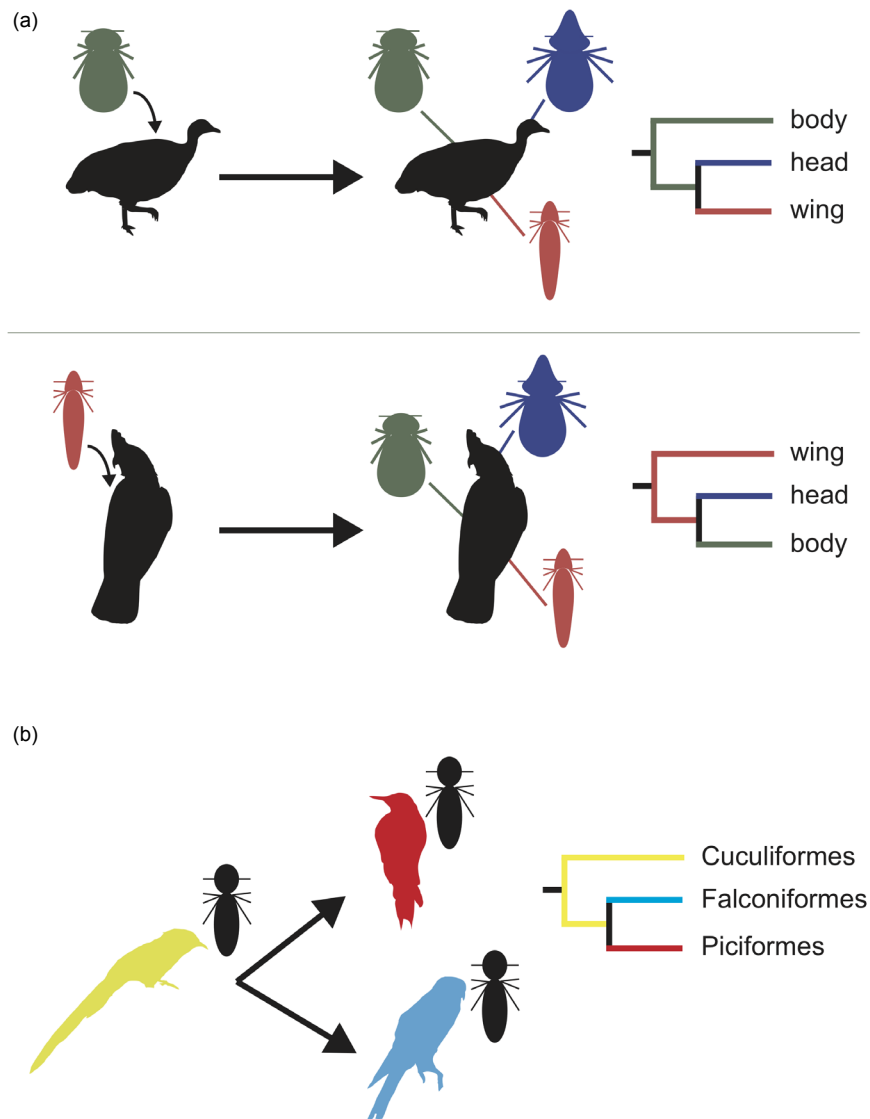 (a)
body
head
wing
wing
head
body
(b)
Cuculiformes
Falconiformes
Piciformes